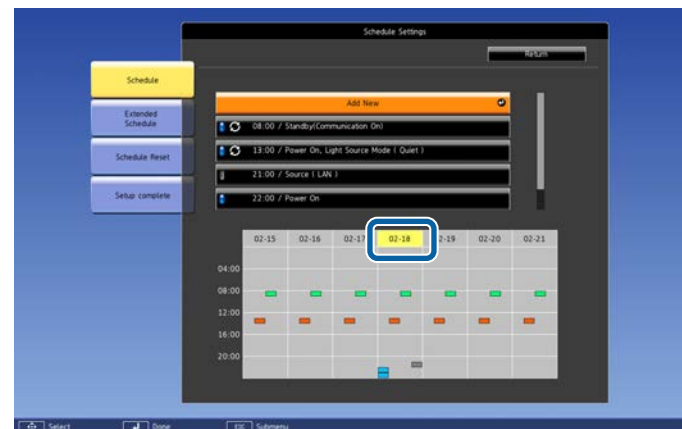 Schedule Settings
Return
Schedule
Extended
Schedule
Schedule Reset
Setup complete
Add New
08:00 / Standby(Communication On)
13:00 / Power On, Light Source Mode ( Quiet )
21:00 / Source ( LAN )
22:00 / Power On
02-15 02-16 02-17 02-18 2-19 02-20 02-21
04:00
08:00
12:00
16:00
20:00
Select Done ESC Submenu